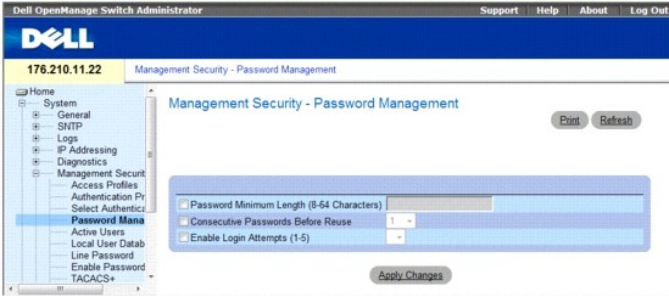 Dell OpenManage Switch Administrator
Support Help About Log Out
DELL
176.210.11.22
Management Security - Password Management
Home
System
General
SNTP
Logs
IP Addressing
Diagnostics
Management Securit
Access Profiles
Authentication Pr
Select Authentica
Password Mana
Active Users
Local User Datab
Line Password
Enable Password
TACACS+
Management Security - Password Management
Print Refresh
Password Minimum Length (8-64 Characters)
Consecutive Passwords Before Reuse 1
Enable Login Attempts (1-5)
Apply Changes